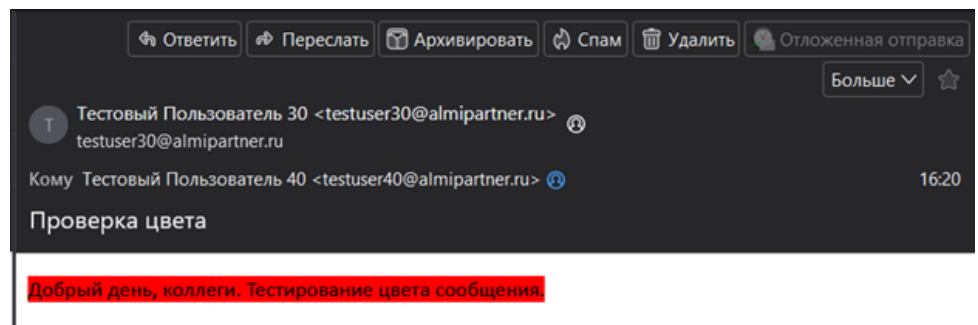 Ответить Переслать Архивировать Спам Удалить Отложенная отправка
Больше
Т
Тестовый Пользователь 30 <testuser30@almipartner.ru>
testuser30@almipartner.ru
Кому Тестовый Пользователь 40 <testuser40@almipartner.ru> 16:20
Проверка цвета
Добрый день, коллеги. Тестирование цвета сообщения.